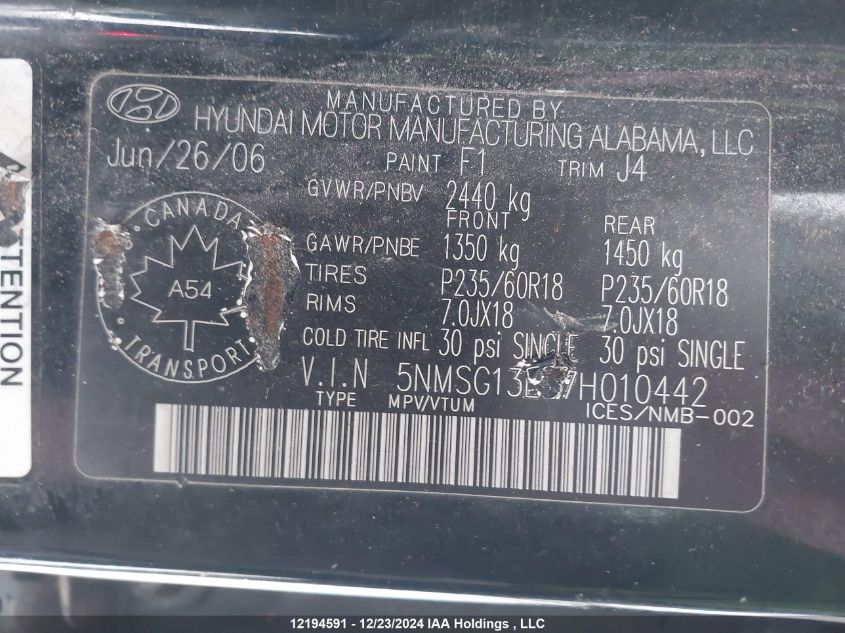 MANUFACTURED BY
HYUNDAI MOTOR MANUFACTURING ALABAMA, LLC
Jun/26/06 PAINT F1 TRIM J4
GVWR/PNBV 2440 kg
FRONT REAR
GAWR/PNBE 1350 kg 1450 kg
TIRES P235/60R18 P235/60R18
RIMS 7.0JX18 7.0JX18
COLD TIRE INFL 30 psi SINGLE 30 psi SINGLE
CANADA
A54
TRANSPORT
V.I.N
TYPE MPV/VTUM ICES/NMB-002
12194591 - 12/23/2024 IAA Holdings , LLC/